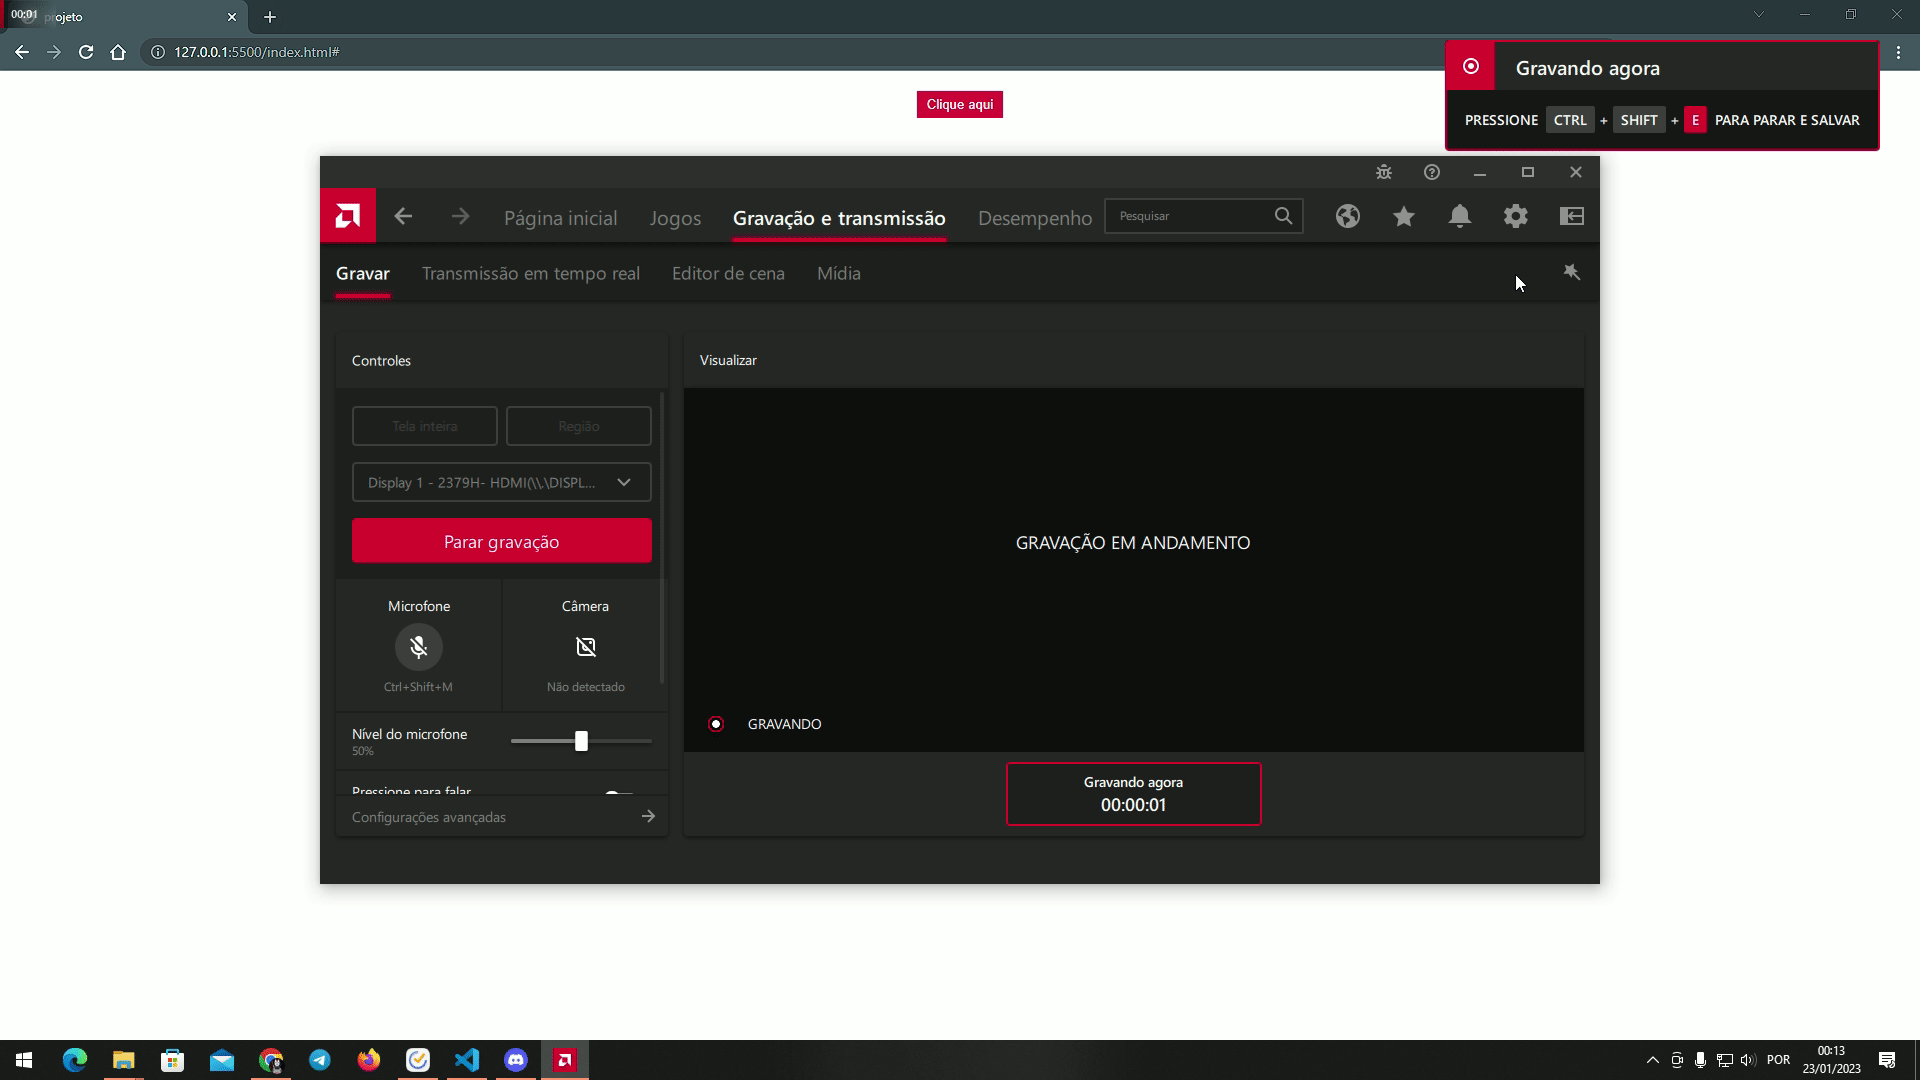 00:01 projeto
127.0.0.1:5500/index.html#
Gravando agora
PRESSIONE CTRL + SHIFT + E PARA PARAR E SALVAR
Clique aqui
Página inicial Jogos Gravação e transmissão Desempenho Pesquisar
Gravar Transmissão em tempo real Editor de cena Mídia
Controles
Visualizar
Tela inteira Região
Display 1 - 2379H- HDMI(\\.\DISPL...
Parar gravação
GRAVAÇÃO EM ANDAMENTO
Microfone Câmera
Ctrl+Shift+M Não detectado
GRAVANDO
Nível do microfone
50%
Pressione para falar
Configurações avançadas
Gravando agora
00:00:01
POR
00:13
23/01/2023